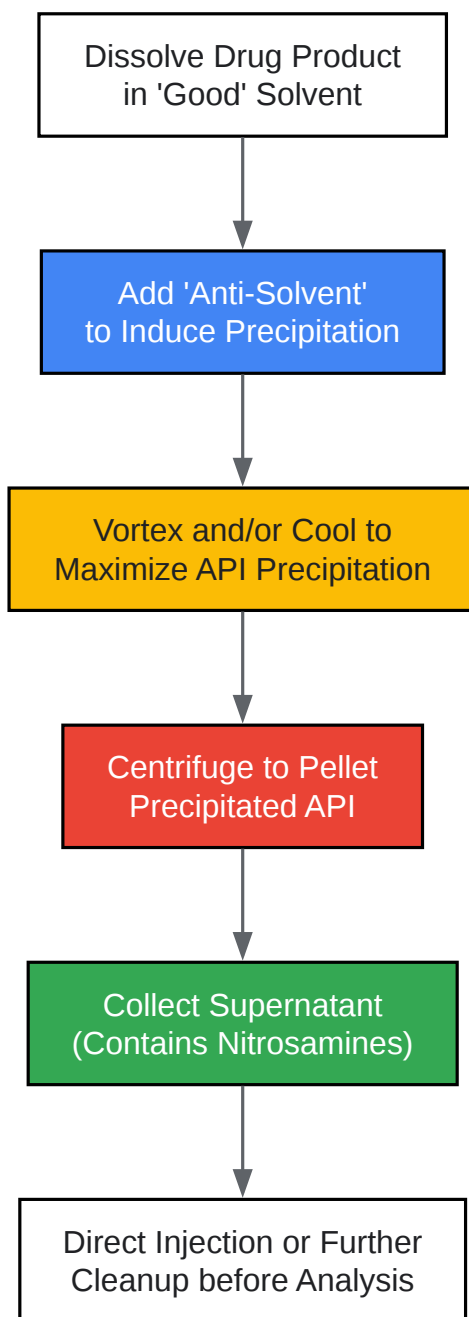 Dissolve Drug Product
in 'Good' Solvent
Add 'Anti-Solvent'
to Induce Precipitation
Vortex and/or Cool to
Maximize API Precipitation
Centrifuge to Pellet
Precipitated API
Collect Supernatant
(Contains Nitrosamines)
Direct Injection or Further
Cleanup before Analysis